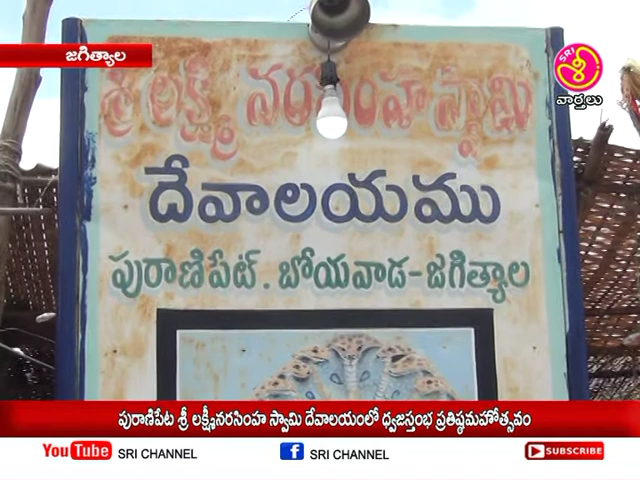 జగిత్యాల
SRI
శ్రీ
వార్తలు
శ్రీ లక్ష్మీ నరసింహ స్వామి
దేవాలయము
పురాణిపేట్. బోయవాడ-జగిత్యాల
పురాణిపేట శ్రీ లక్ష్మీనరసింహ స్వామి దేవాలయంలో ధ్వజస్తంభ ప్రతిష్ఠమహోత్సవం
YouTube SRI CHANNEL f SRI CHANNEL SUBSCRIBE